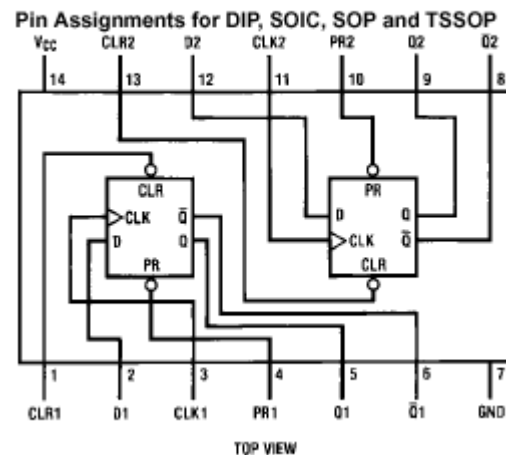 Pin Assignments for DIP, SOIC, SOP and TSSOP
VCC CLR2 D2 CLK2 PR2 Q2 Q̅2
14 13 12 11 10 9 8
CLR PR
CLK Q̅ D Q
D Q CLK Q̅
PR CLR
1 2 3 4 5 6 7
CLR1 D1 CLK1 PR1 Q1 Q̅1 GND
TOP VIEW